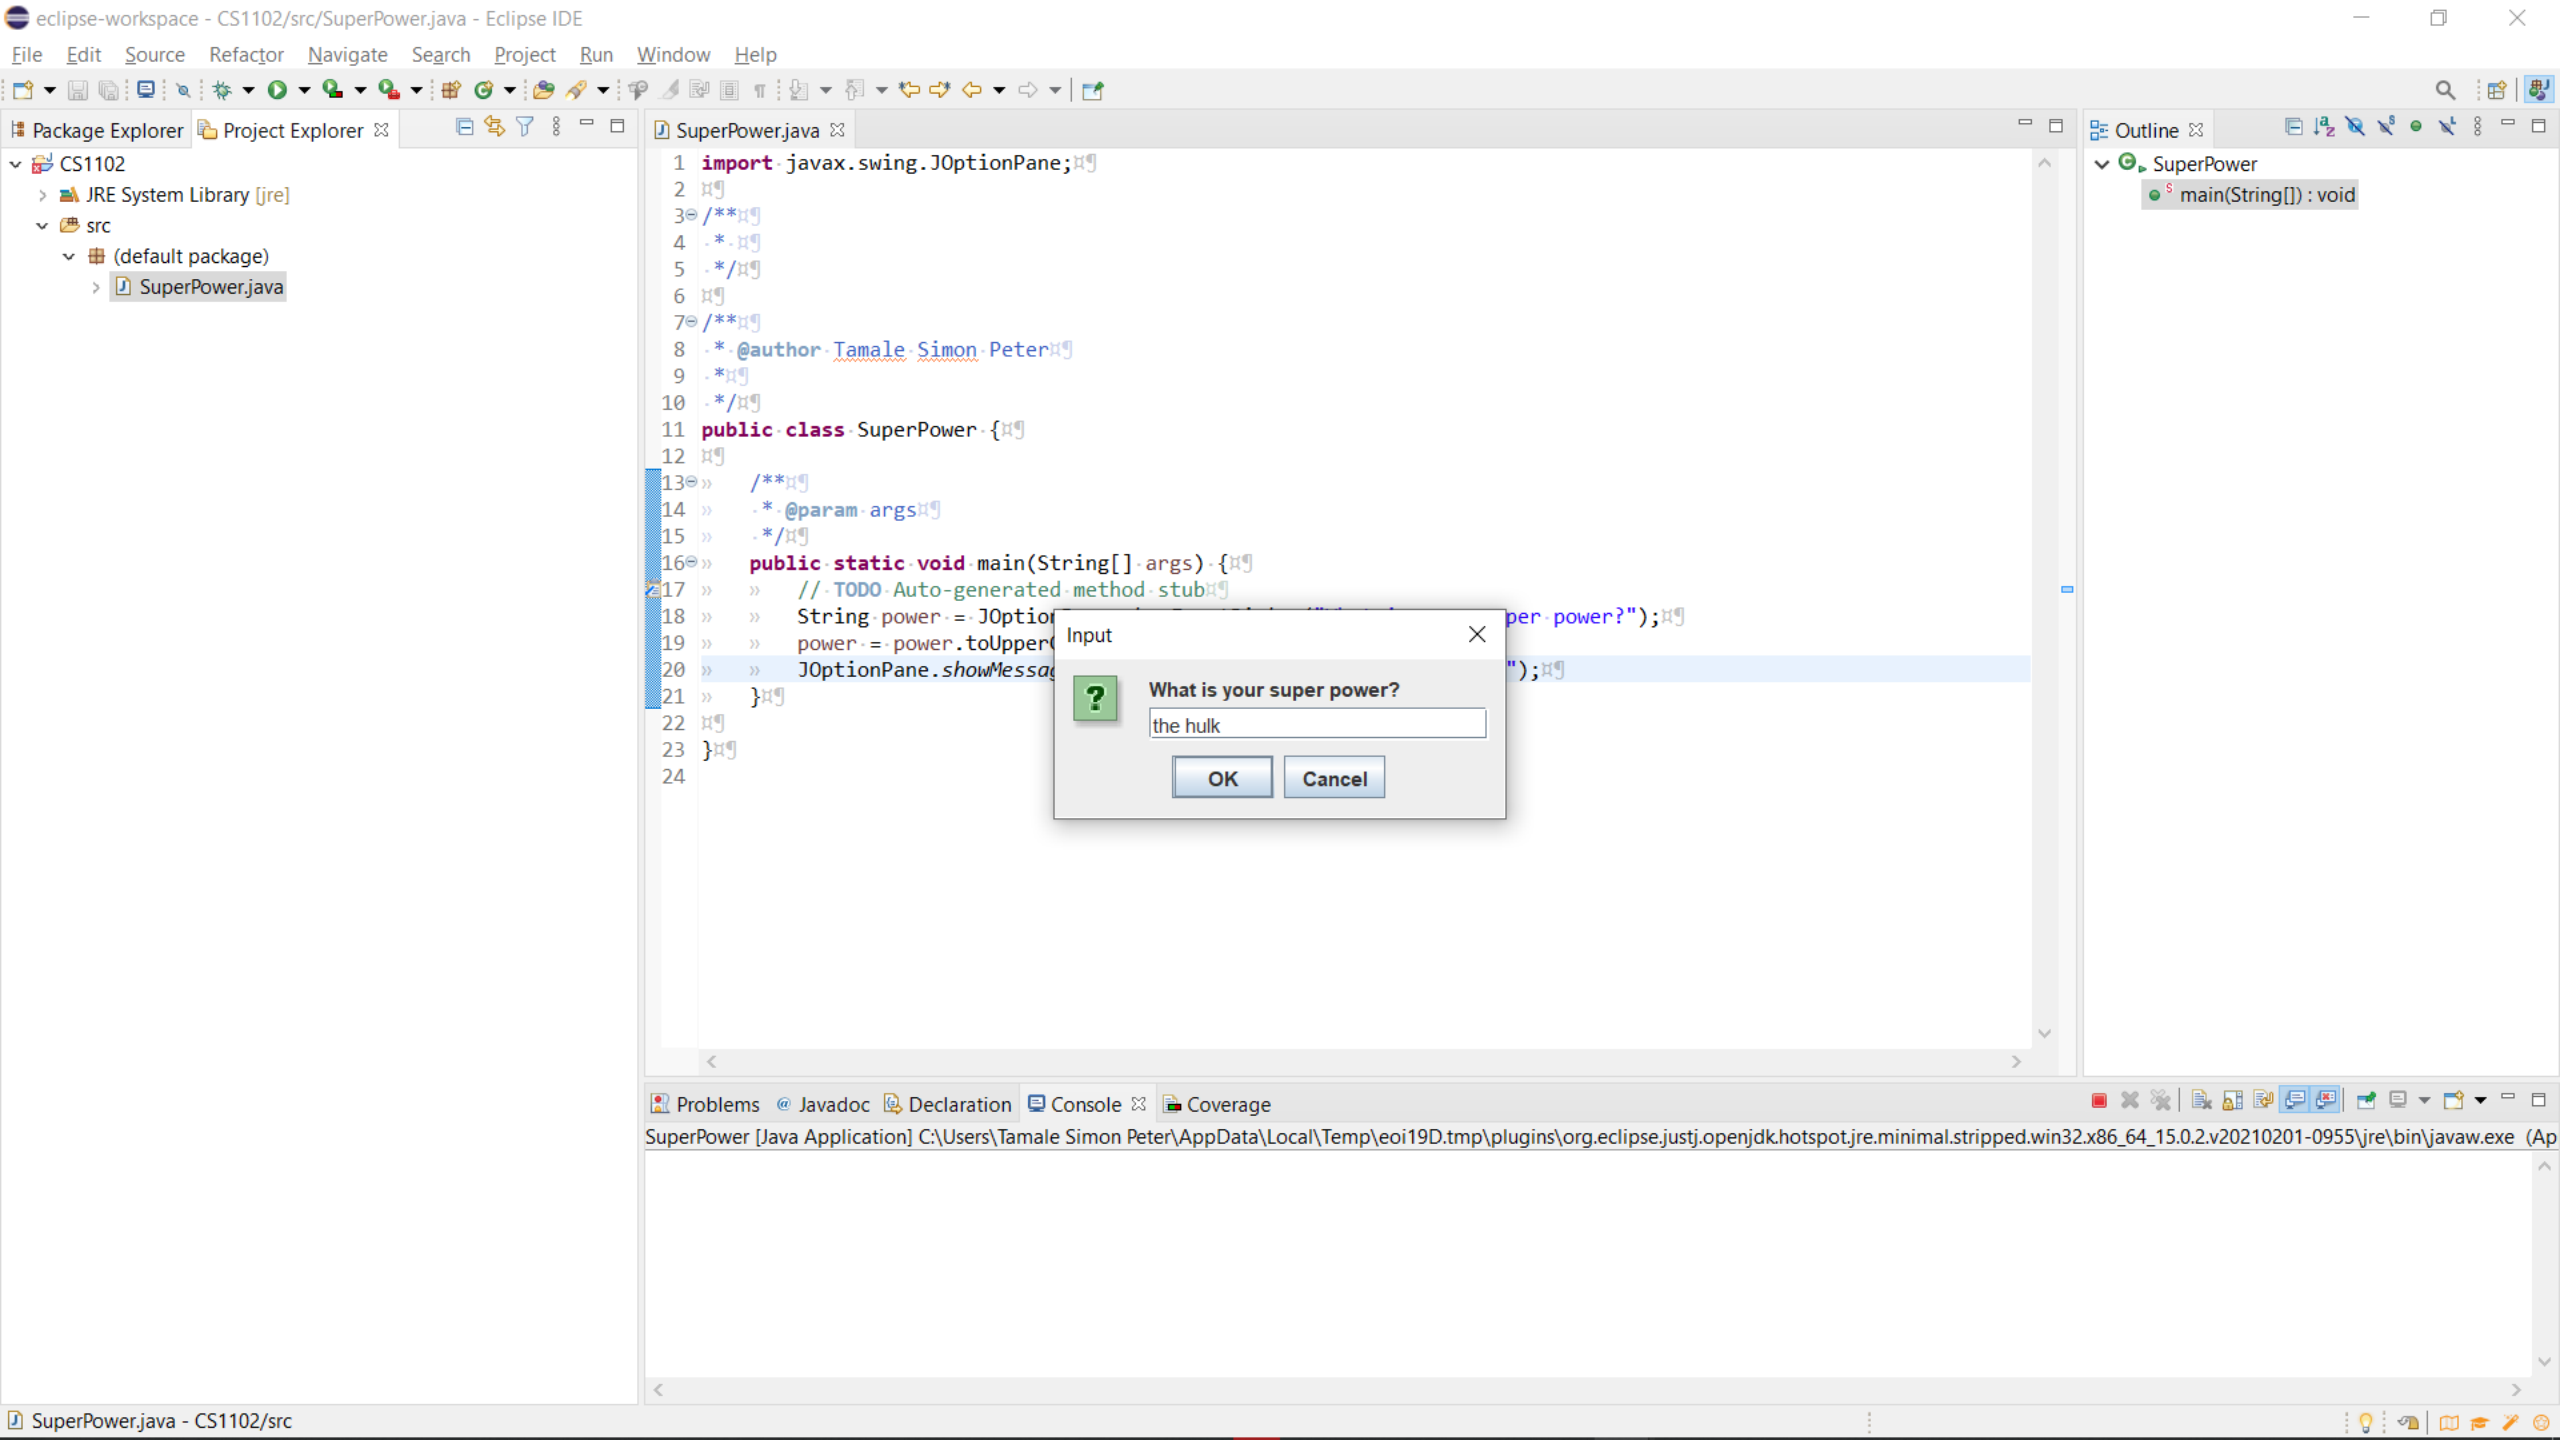 eclipse-workspace - CS1102/src/SuperPower.java - Eclipse IDE
File Edit Source Refactor Navigate Search Project Run Window Help
Package Explorer Project Explorer
CS1102
JRE System Library [jre]
src
(default package)
SuperPower.java
SuperPower.java
1 import javax.swing.JOptionPane;
2
3 /**
4 *
5 */
6
7 /**
8 * @author Tamale Simon Peter
9 *
10 */
11 public class SuperPower {
12
13 /**
14 * @param args
15 */
16 public static void main(String[] args) {
17 // TODO Auto-generated method stub
18 String power = JOption per power?");
19 power = power.toUpper
20 JOptionPane.showMessag ");
21 }
22
23 }
24
Input
What is your super power?
the hulk
OK Cancel
Outline
SuperPower
main(String[]) : void
Problems Javadoc Declaration Console Coverage
SuperPower [Java Application] C:\Users\Tamale Simon Peter\AppData\Local\Temp\eoi19D.tmp\plugins\org.eclipse.justj.openjdk.hotspot.jre.minimal.stripped.win32.x86_64_15.0.2.v20210201-0955\jre\bin\javaw.exe (Ap
SuperPower.java - CS1102/src